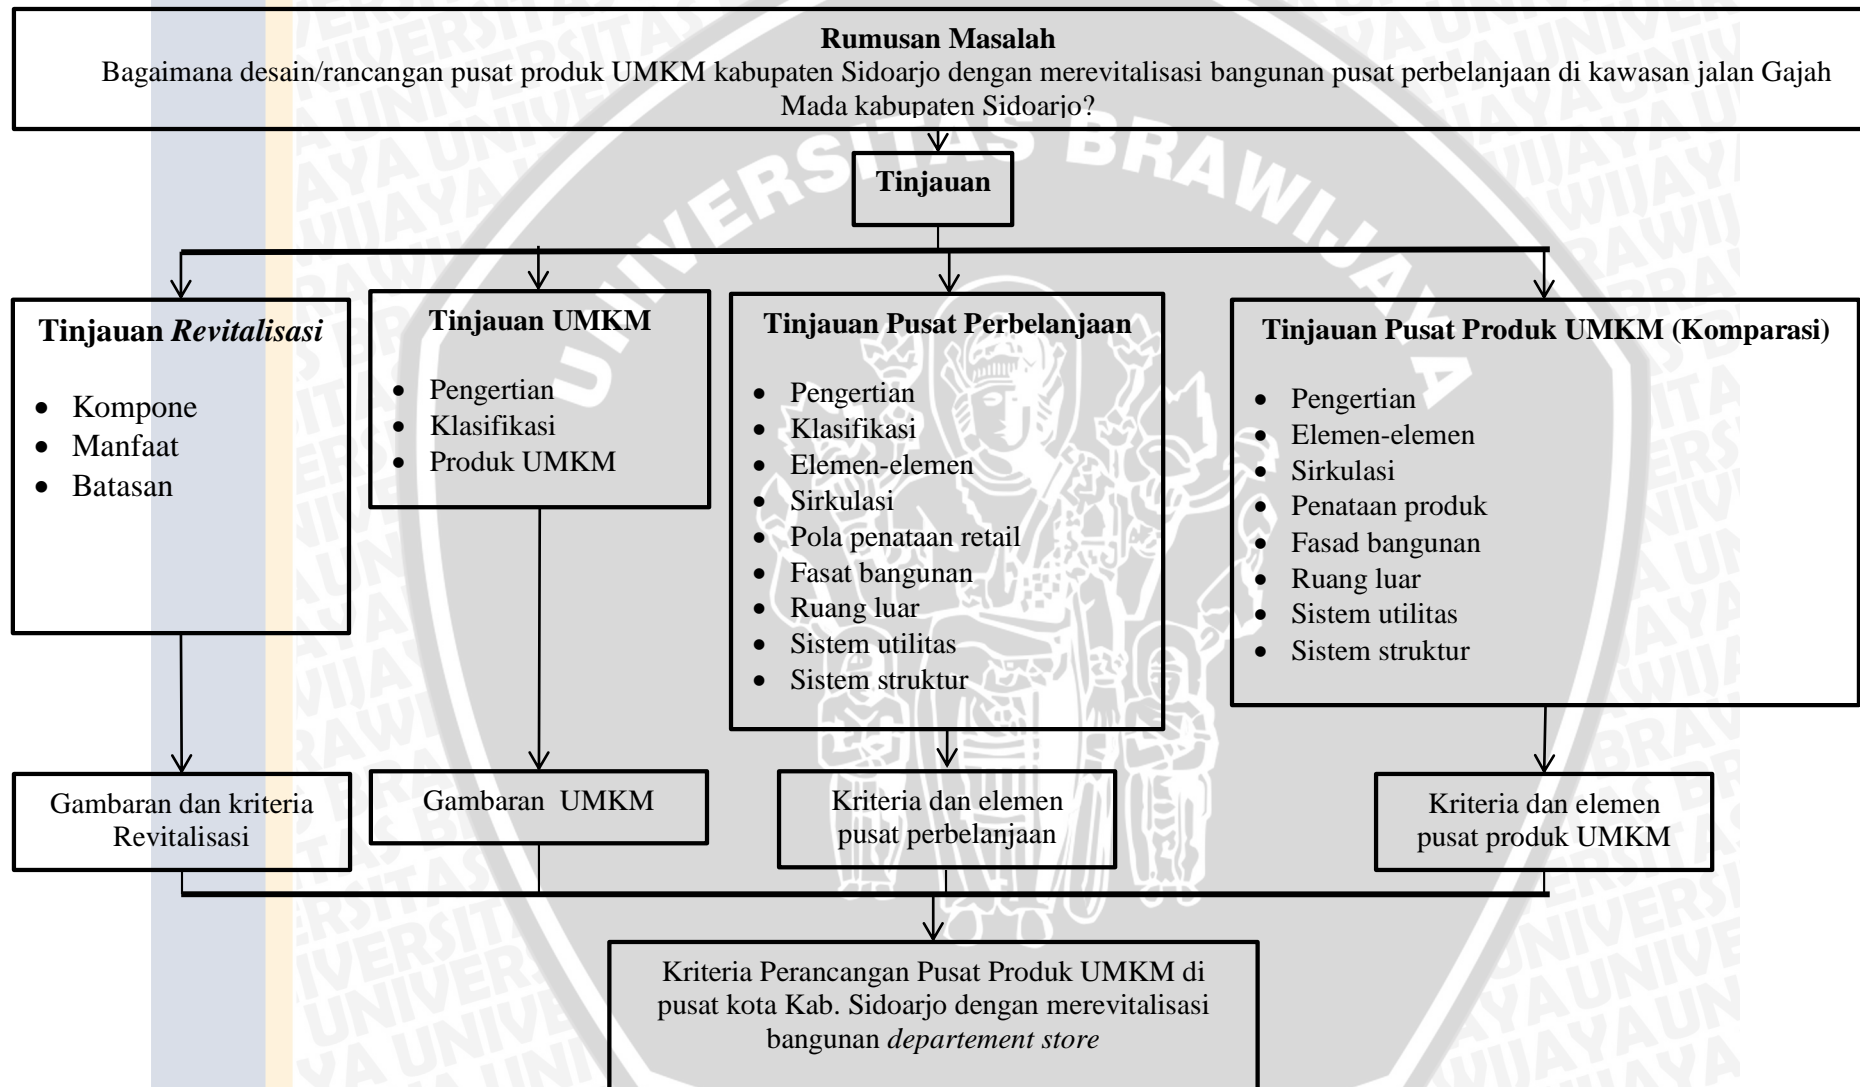 Rumusan Masalah
Bagaimana desain/rancangan pusat produk UMKM kabupaten Sidoarjo dengan merevitalisasi bangunan pusat perbelanjaan di kawasan jalan Gajah
Mada kabupaten Sidoarjo?
UNIVERSITAS BRAWIJAYA
Tinjauan
Tinjauan Revitalisasi
• Kompone
• Manfaat
• Batasan
Tinjauan UMKM
• Pengertian
• Klasifikasi
• Produk UMKM
Tinjauan Pusat Perbelanjaan
• Pengertian
• Klasifikasi
• Elemen-elemen
• Sirkulasi
• Pola penataan retail
• Fasat bangunan
• Ruang luar
• Sistem utilitas
• Sistem struktur
Tinjauan Pusat Produk UMKM (Komparasi)
• Pengertian
• Elemen-elemen
• Sirkulasi
• Penataan produk
• Fasad bangunan
• Ruang luar
• Sistem utilitas
• Sistem struktur
Gambaran dan kriteria
Revitalisasi
Gambaran UMKM
Kriteria dan elemen
pusat perbelanjaan
Kriteria dan elemen
pusat produk UMKM
Kriteria Perancangan Pusat Produk UMKM di
pusat kota Kab. Sidoarjo dengan merevitalisasi
bangunan departement store